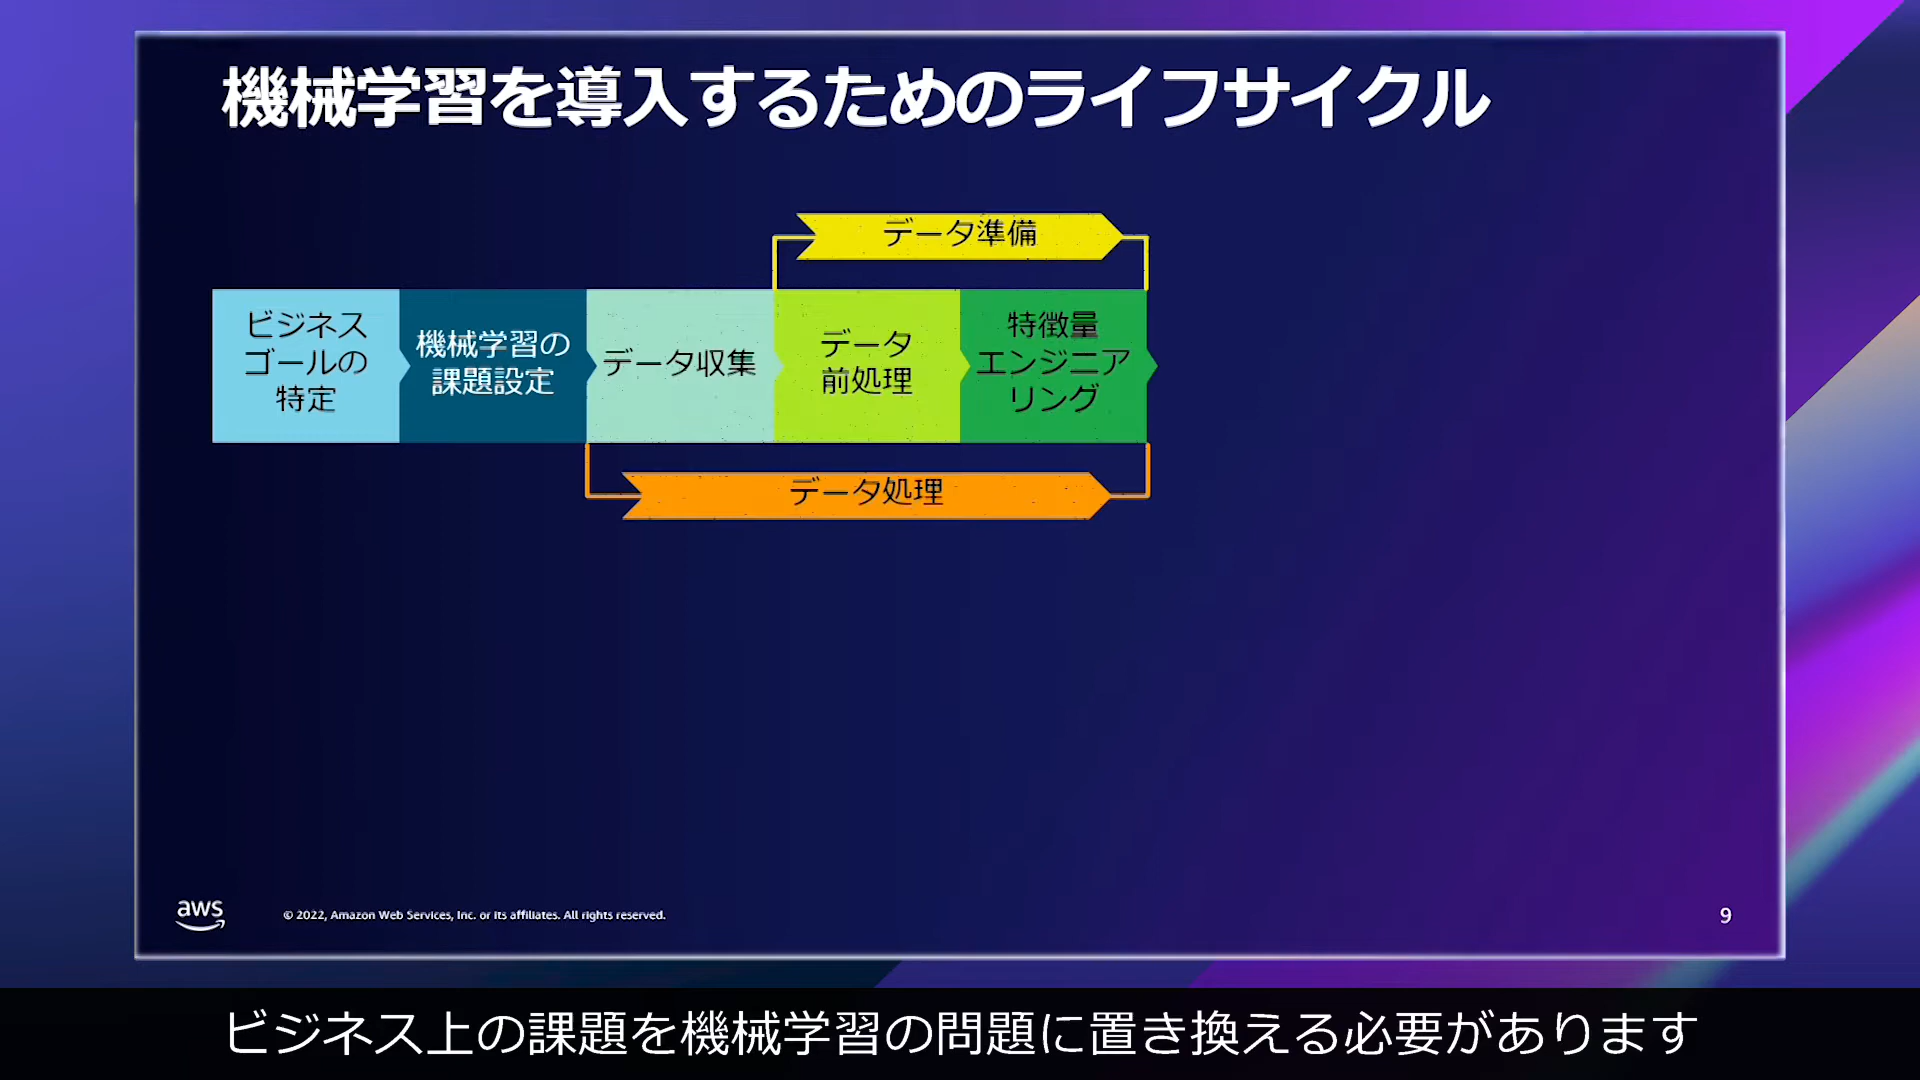 機械学習を導入するためのライフサイクル
データ準備
ビジネス
ゴールの
特定
機械学習の
課題設定
データ収集
データ
前処理
特徴量
エンジニア
リング
データ処理
aws
© 2022, Amazon Web Services, Inc. or its affiliates. All rights reserved.
9
ビジネス上の課題を機械学習の問題に置き換える必要があります